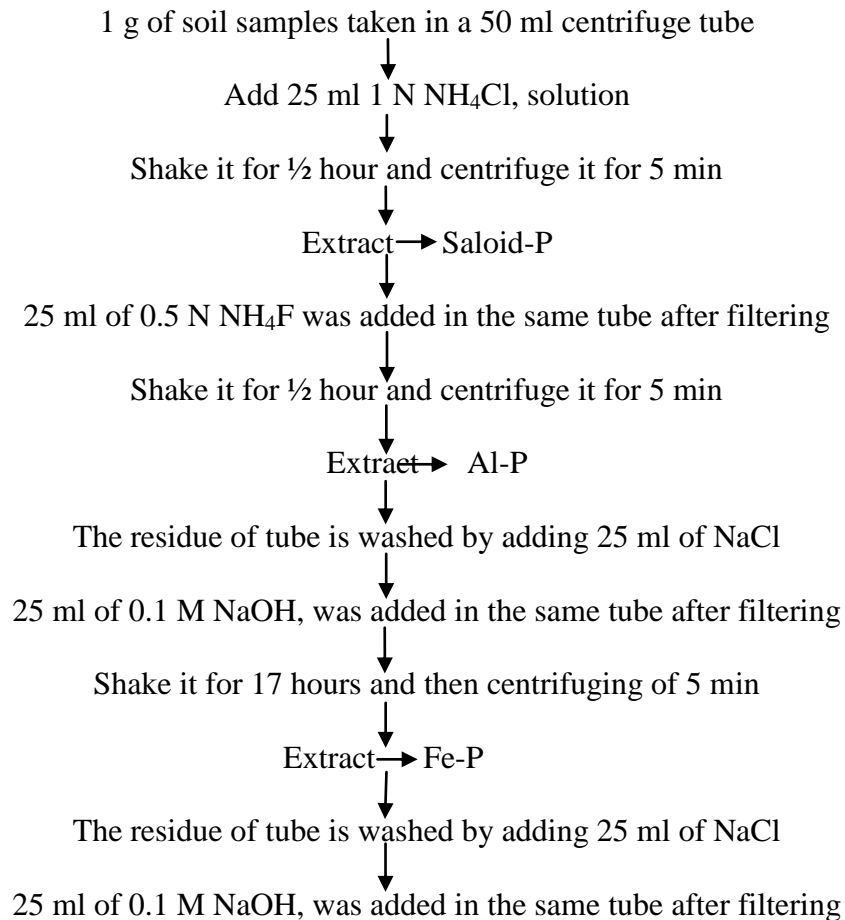 1 g of soil samples taken in a 50 ml centrifuge tube
Add 25 ml 1 N NH₄Cl, solution
Shake it for ½ hour and centrifuge it for 5 min
Extract Saloid-P
25 ml of 0.5 N NH₄F was added in the same tube after filtering
Shake it for ½ hour and centrifuge it for 5 min
Extract Al-P
The residue of tube is washed by adding 25 ml of NaCl
25 ml of 0.1 M NaOH, was added in the same tube after filtering
Shake it for 17 hours and then centrifuging of 5 min
Extract Fe-P
The residue of tube is washed by adding 25 ml of NaCl
25 ml of 0.1 M NaOH, was added in the same tube after filtering